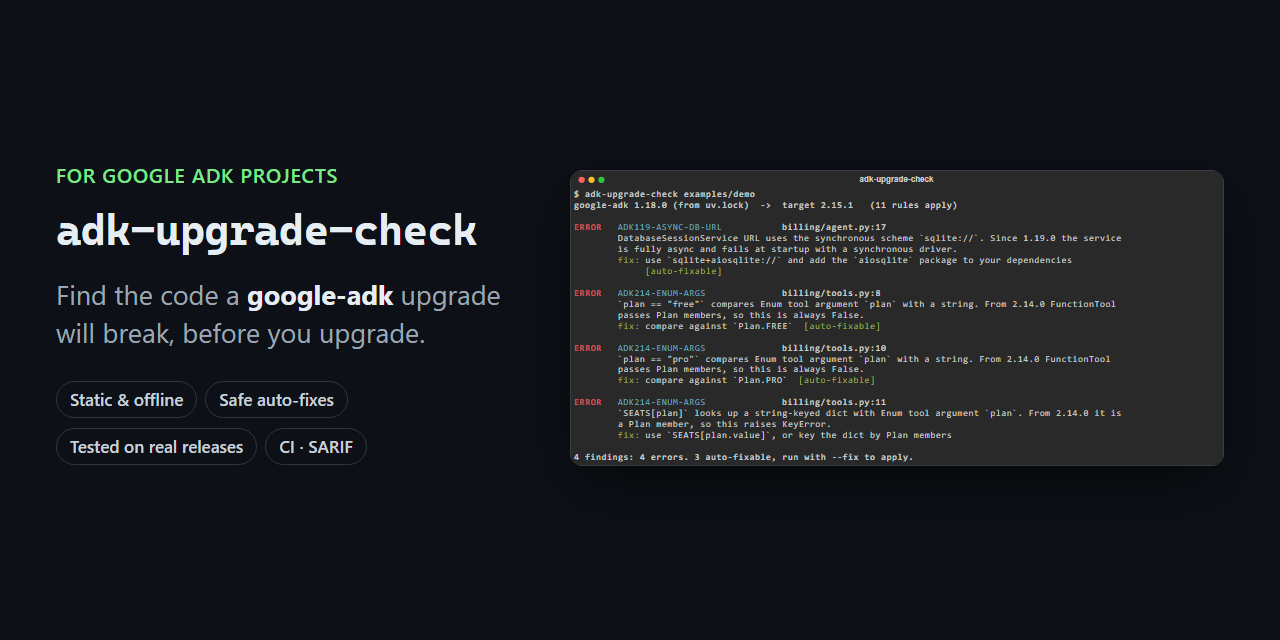 FOR GOOGLE ADK PROJECTS
adk-upgrade-check
Find the code a google-adk upgrade
will break, before you upgrade.
Static & offline
Safe auto-fixes
Tested on real releases
CI · SARIF
adk-upgrade-check
$ adk-upgrade-check examples/demo
google-adk 1.18.0 (from uv.lock)  ->  target 2.15.1   (11 rules apply)
ERROR   ADK119-ASYNC-DB-URL           billing/agent.py:17
DatabaseSessionService URL uses the synchronous scheme `sqlite://`. Since 1.19.0 the service
is fully async and fails at startup with a synchronous driver.
fix: use `sqlite+aiosqlite://` and add the `aiosqlite` package to your dependencies
[auto-fixable]
ERROR   ADK214-ENUM-ARGS              billing/tools.py:8
`plan == "free"` compares Enum tool argument `plan` with a string. From 2.14.0 FunctionTool
passes Plan members, so this is always False.
fix: compare against `Plan.FREE`  [auto-fixable]
ERROR   ADK214-ENUM-ARGS              billing/tools.py:10
`plan == "pro"` compares Enum tool argument `plan` with a string. From 2.14.0 FunctionTool
passes Plan members, so this is always False.
fix: compare against `Plan.PRO`  [auto-fixable]
ERROR   ADK214-ENUM-ARGS              billing/tools.py:11
`SEATS[plan]` looks up a string-keyed dict with Enum tool argument `plan`. From 2.14.0 it is
a Plan member, so this raises KeyError.
fix: use `SEATS[plan.value]`, or key the dict by Plan members
4 findings: 4 errors. 3 auto-fixable, run with --fix to apply.